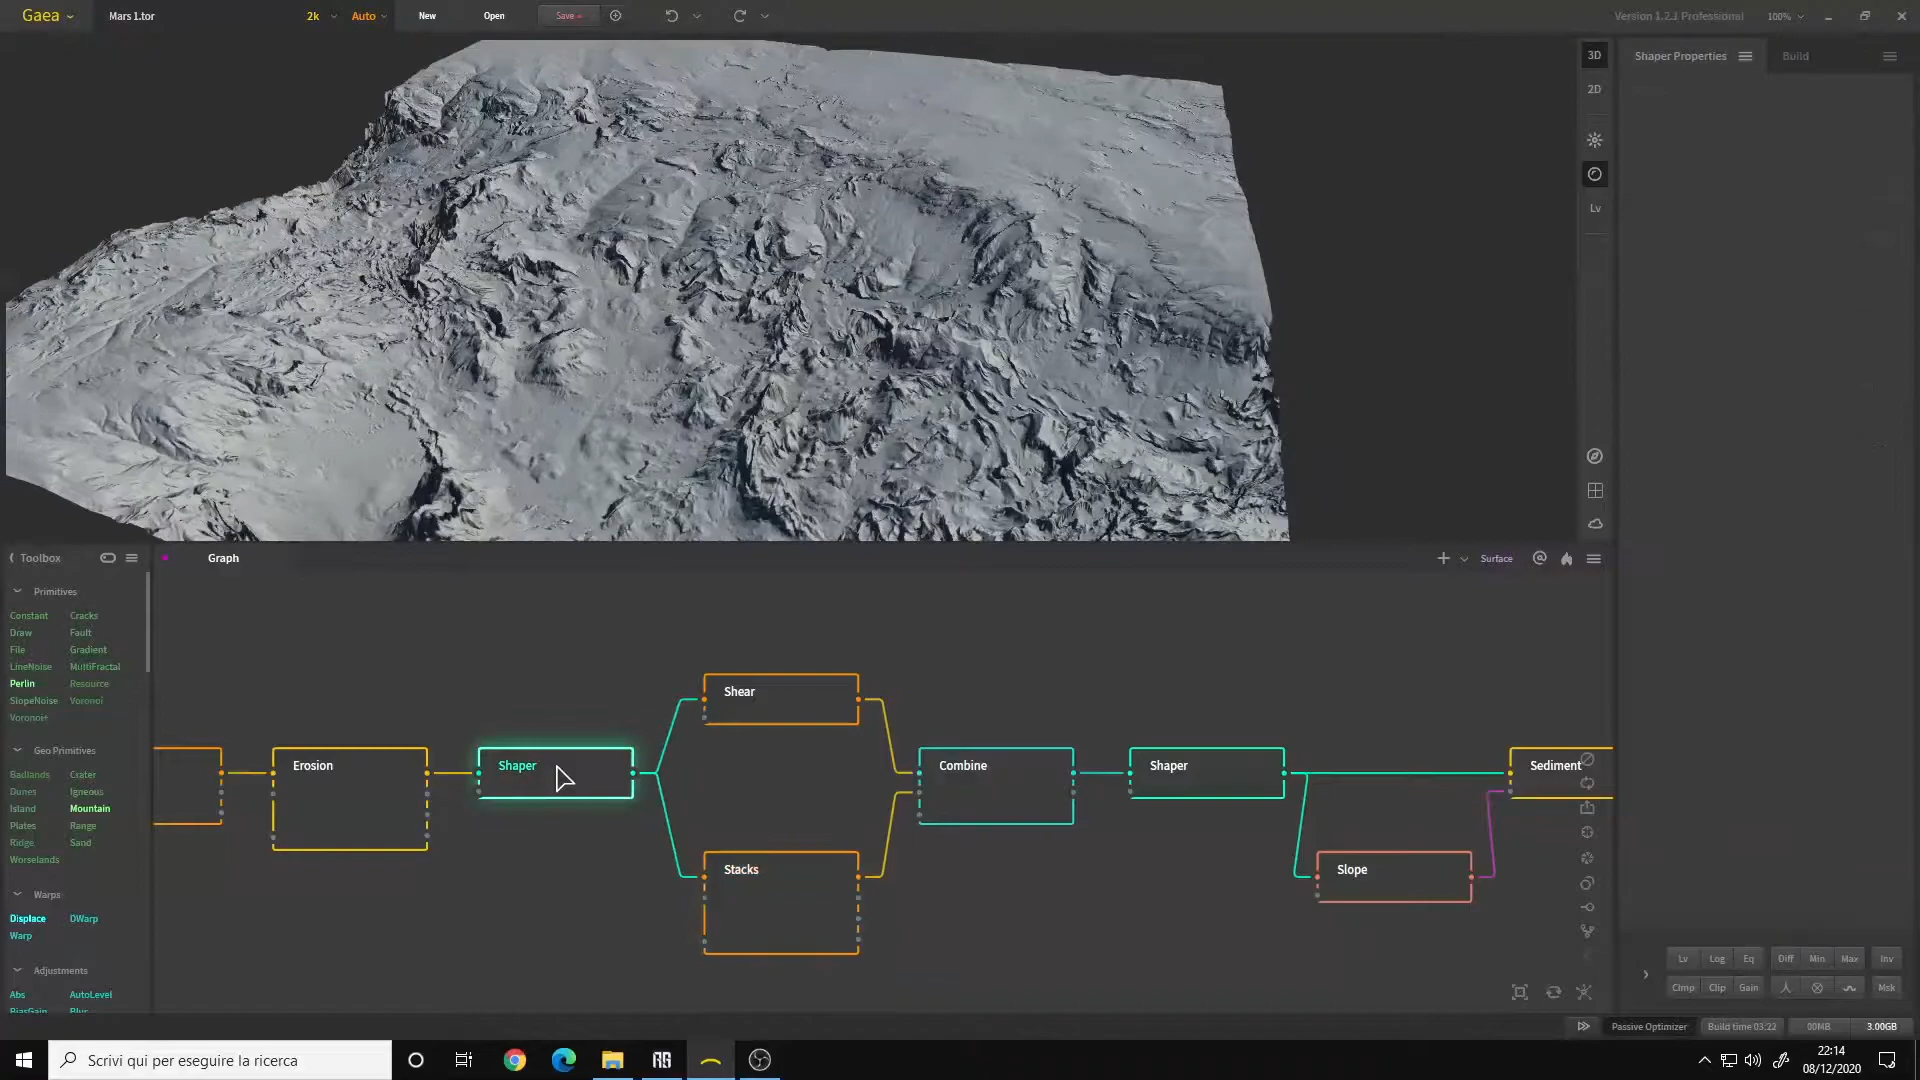 Gaea
Mars 1.tor
2k
Auto
New
Open
Save
Version 1.2.1 Professional
100%
3D
2D
Lv
Shaper Properties
Build
Toolbox
Graph
Surface
Primitives
Constant Cracks
Draw Fault
File Gradient
LineNoise MultiFractal
Perlin Resource
SlopeNoise Voronoi
Voronoi+
Geo Primitives
Badlands Crater
Dunes Igneous
Island Mountain
Plates Range
Ridge Sand
Worselands
Warps
Displace DWarp
Warp
Adjustments
Abs AutoLevel
BiasGain Blur
Erosion
Shaper
Shear
Stacks
Combine
Shaper
Slope
Sediment
Lv Log Eq Diff Min Max Inv
Clmp Clip Gain Msk
Passive Optimizer
Build time 03:22
00MB
3.00GB
Scrivi qui per eseguire la ricerca
22:14
08/12/2020